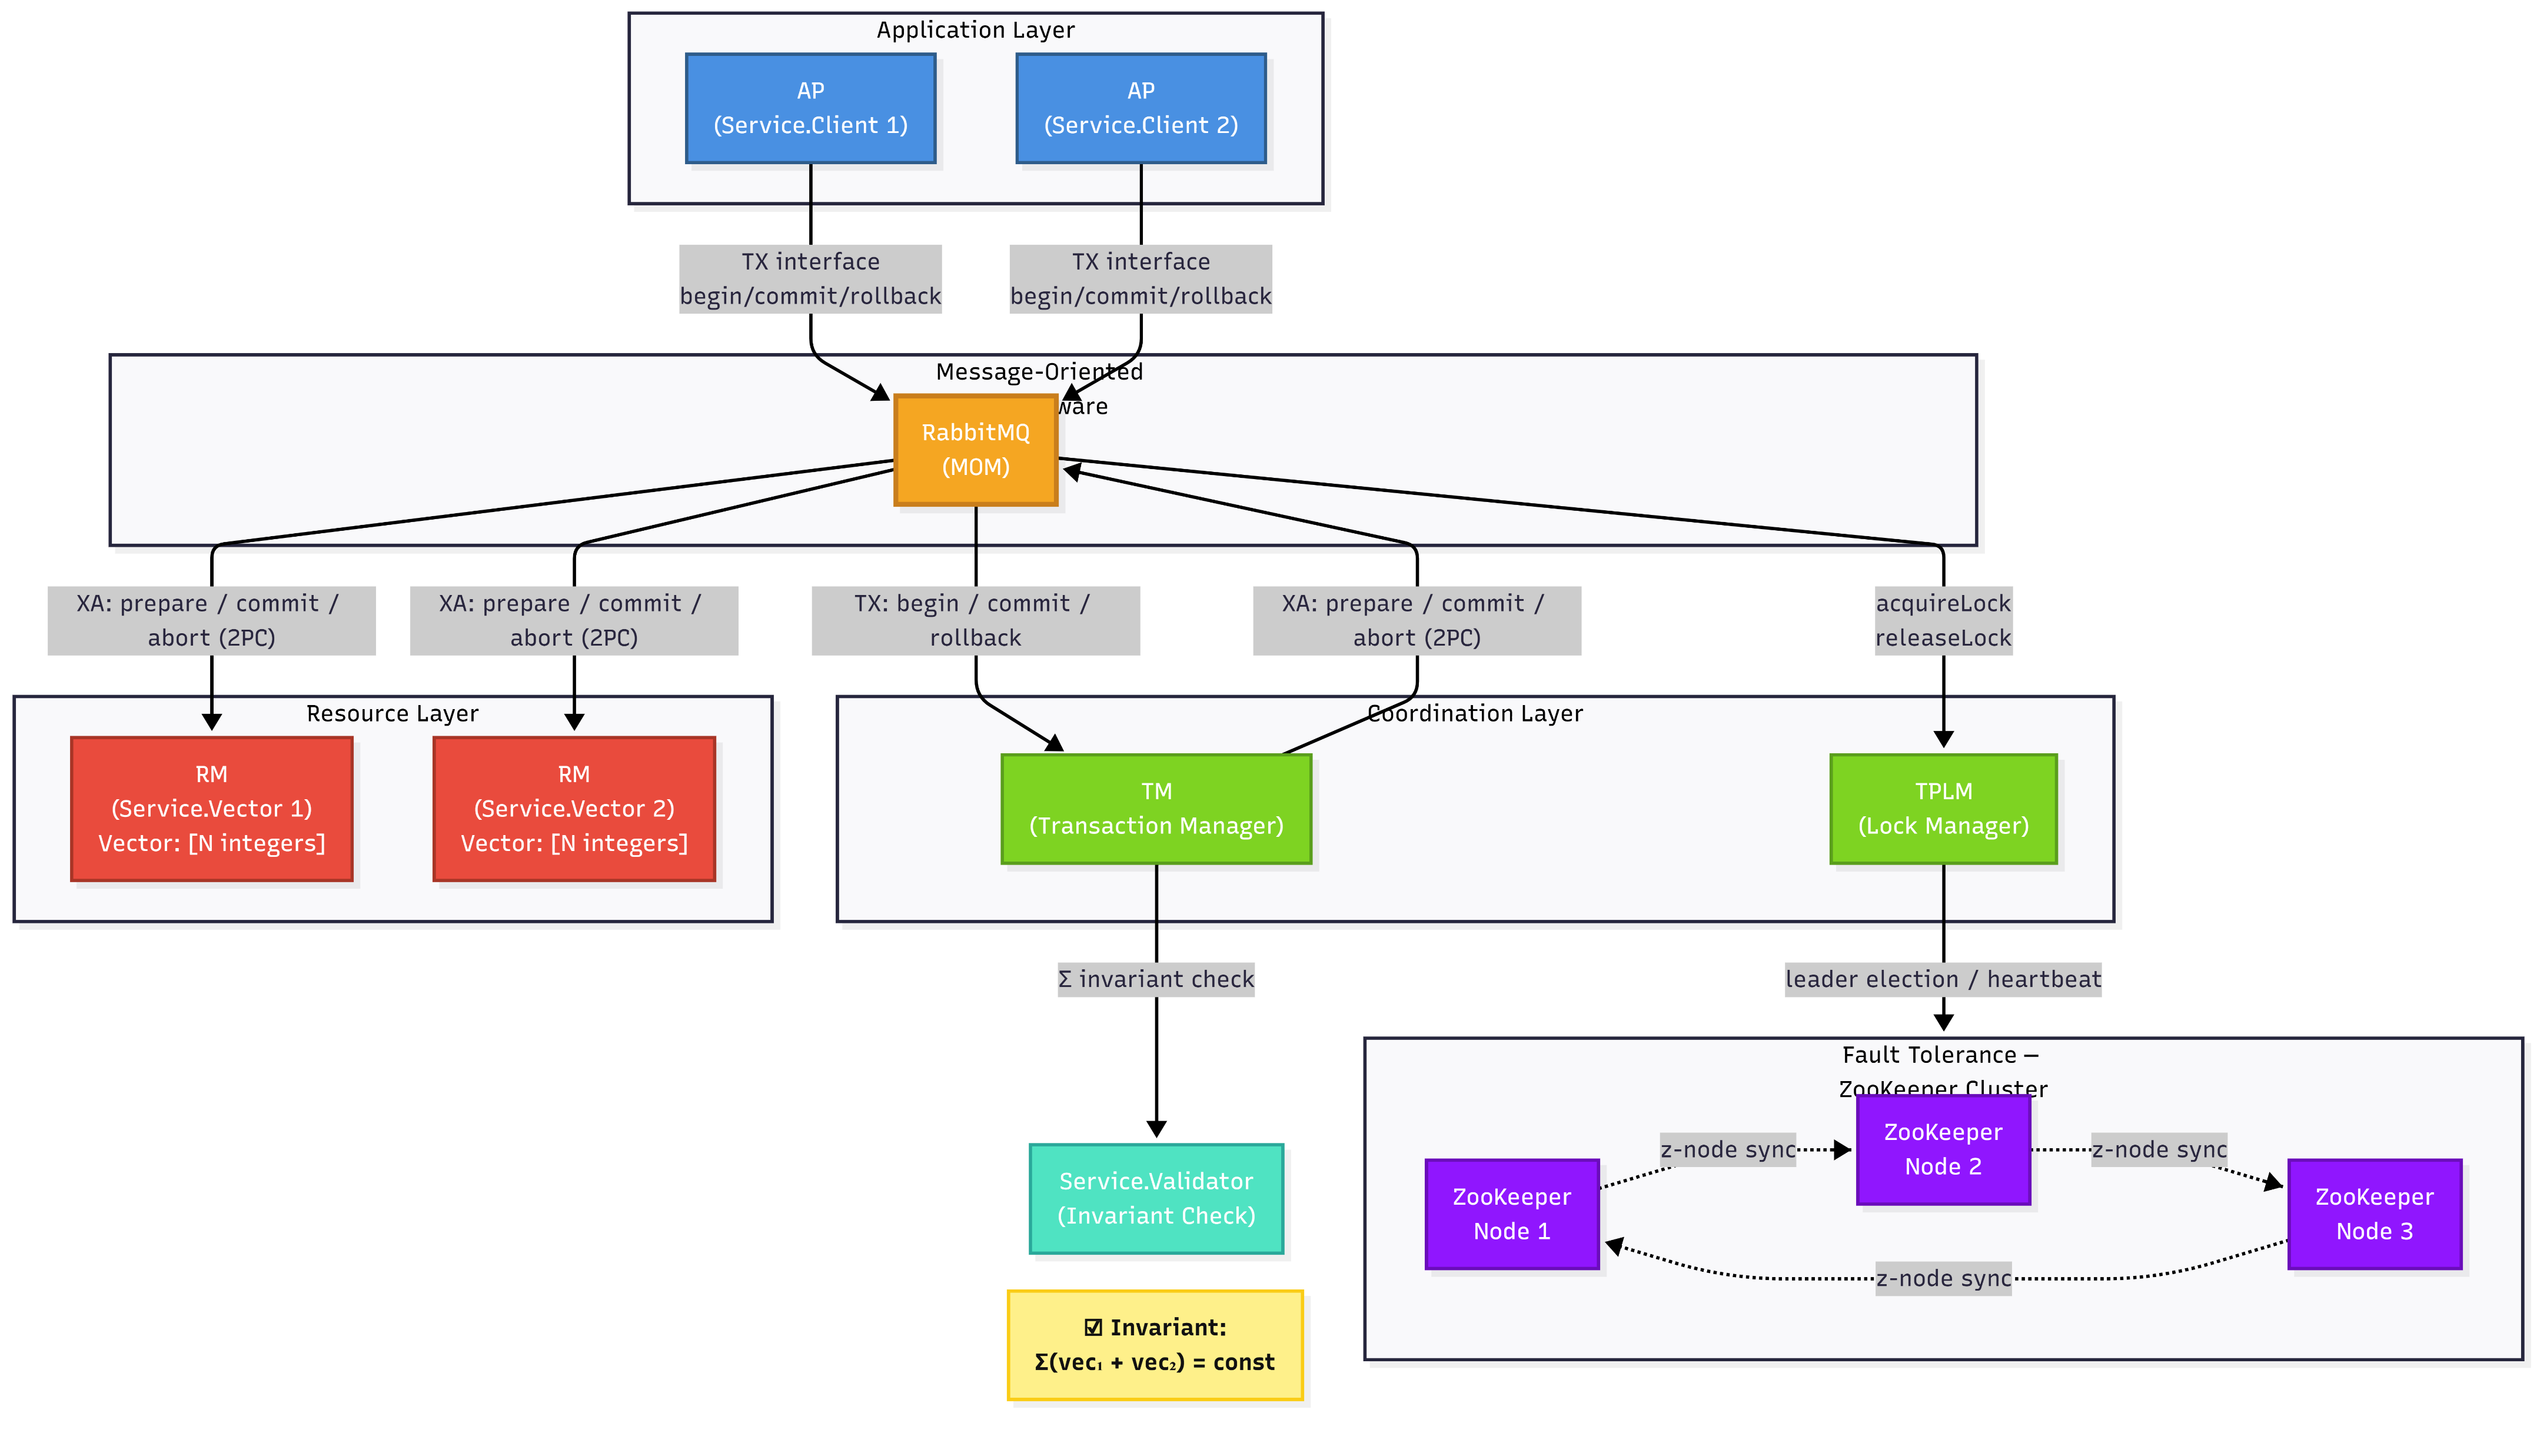 Application Layer
AP
(Service.Client 1)
AP
(Service.Client 2)
TX interface
begin/commit/rollback
TX interface
begin/commit/rollback
Message-Oriented
ware
RabbitMQ
(MOM)
XA: prepare / commit /
abort (2PC)
XA: prepare / commit /
abort (2PC)
TX: begin / commit /
rollback
XA: prepare / commit /
abort (2PC)
acquireLock
releaseLock
Resource Layer
RM
(Service.Vector 1)
Vector: [N integers]
RM
(Service.Vector 2)
Vector: [N integers]
Coordination Layer
TM
(Transaction Manager)
TPLM
(Lock Manager)
Σ invariant check
leader election / heartbeat
Fault Tolerance —
ZooKeeper Cluster
ZooKeeper
Node 1
z-node sync
ZooKeeper
Node 2
z-node sync
ZooKeeper
Node 3
z-node sync
Service.Validator
(Invariant Check)
☑ Invariant:
Σ(vec₁ + vec₂) = const